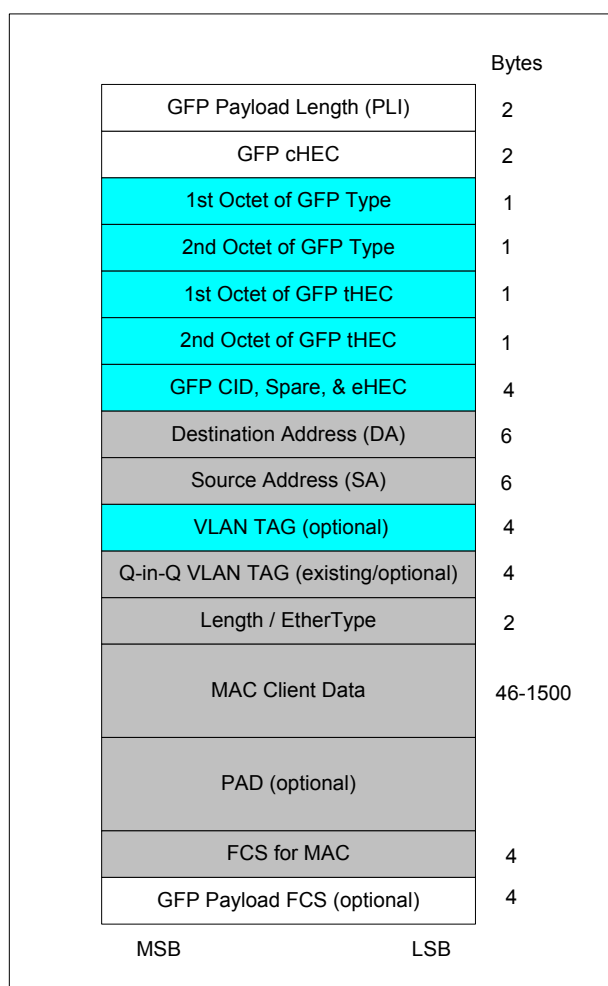 Bytes
GFP Payload Length (PLI) 2
GFP cHEC 2
1st Octet of GFP Type 1
2nd Octet of GFP Type 1
1st Octet of GFP tHEC 1
2nd Octet of GFP tHEC 1
GFP CID, Spare, & eHEC 4
Destination Address (DA) 6
Source Address (SA) 6
VLAN TAG (optional) 4
Q-in-Q VLAN TAG (existing/optional) 4
Length / EtherType 2
MAC Client Data 46-1500
PAD (optional)
FCS for MAC 4
GFP Payload FCS (optional) 4
MSB LSB